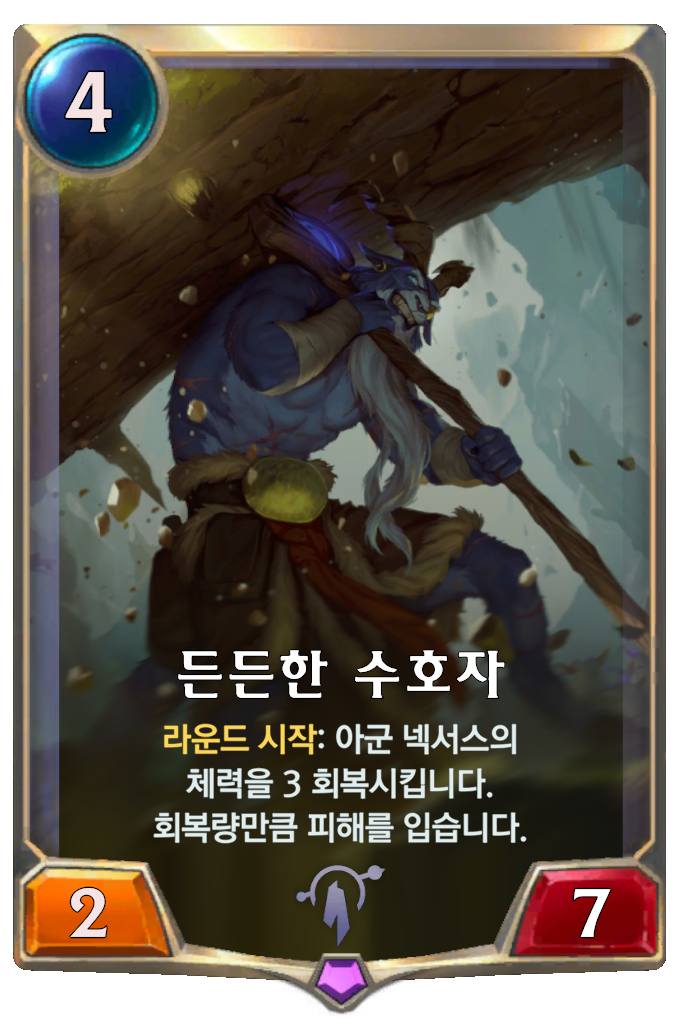 4
든든한 수호자
라운드 시작: 아군 넥서스의
체력을 3 회복시킵니다.
회복량만큼 피해를 입습니다.
2
7